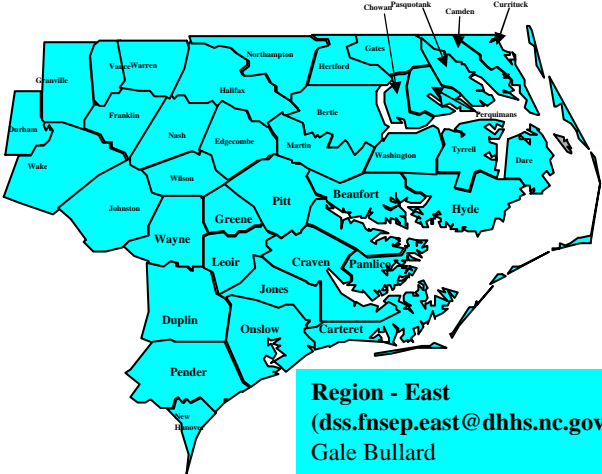 Chowan
Pasquotank
Camden
Currituck
Gates
Northampton
Hertford
Vance
Warren
Granville
Halifax
Franklin
Bertie
Perquimans
Durham
Nash
Edgecombe
Martin
Washington
Tyrrell
Dare
Wake
Wilson
Beaufort
Pitt
Greene
Hyde
Johnston
Wayne
Leoir
Craven
Pamlico
Jones
Duplin
Onslow
Carteret
Pender
New
Hanover
Region - East
(dss.fnsep.east@dhhs.nc.gov
Gale Bullard